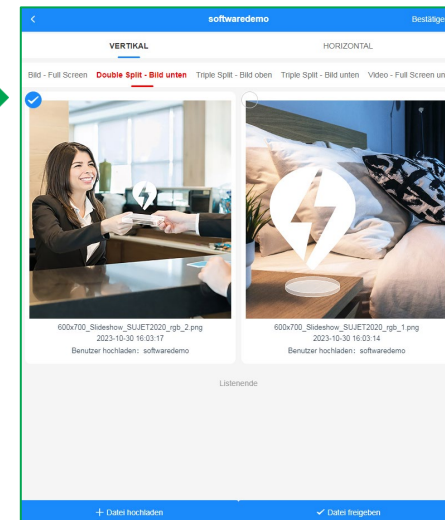 softwaredemo
Bestätige
VERTIKAL
HORIZONTAL
Bild - Full Screen
Double Split - Bild unten
Triple Split - Bild oben
Triple Split - Bild unten
Video - Full Screen un
600x700_Slideshow_SUJET2020_rgb_2.png
2023-10-30 16:03:17
Benutzer hochladen: softwaredemo
600x700_Slideshow_SUJET2020_rgb_1.png
2023-10-30 16:03:14
Benutzer hochladen: softwaredemo
Listenende
+ Datei hochladen
✓ Datei freigeben